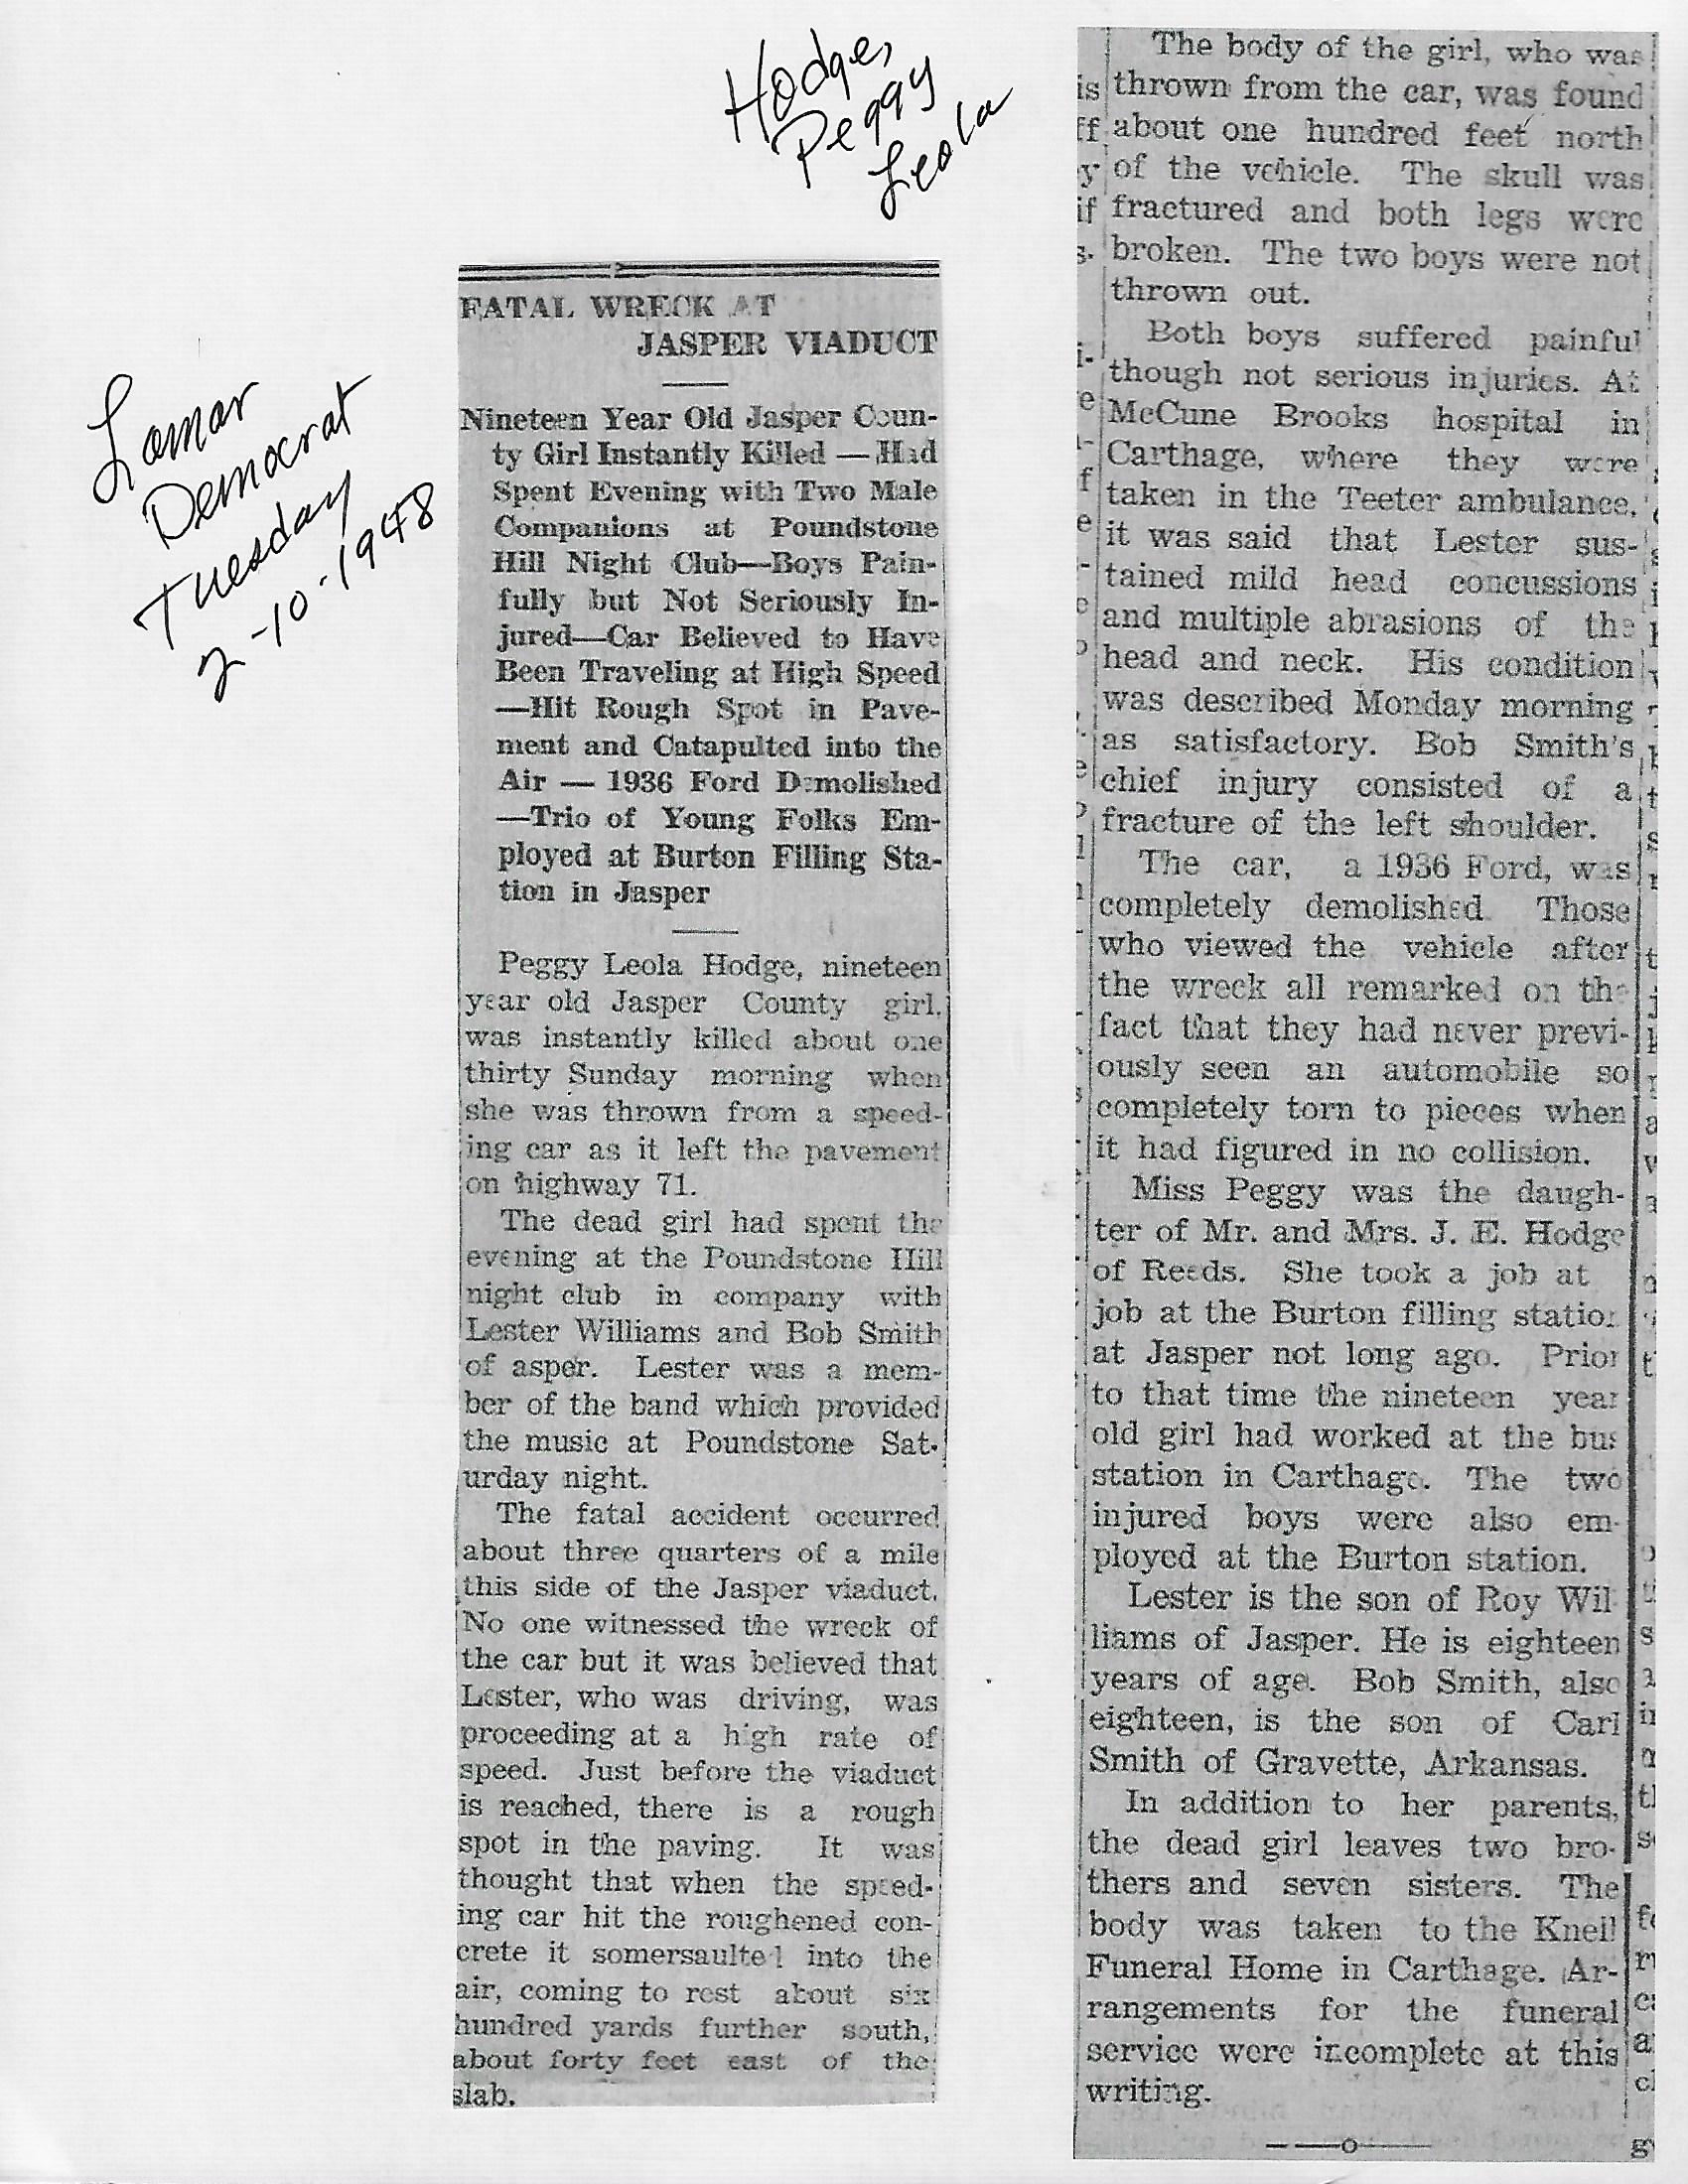 Hodge,
Peggy
Leola
Lamar
Democrat
Tuesday
2-10-1948
FATAL WRECK AT
JASPER VIADUCT
Nineteen Year Old Jasper Coun-
ty Girl Instantly Killed — Had
Spent Evening with Two Male
Companions at Poundstone
Hill Night Club—Boys Pain-
fully but Not Seriously In-
jured—Car Believed to Have
Been Traveling at High Speed
—Hit Rough Spot in Pave-
ment and Catapulted into the
Air — 1936 Ford Demolished
—Trio of Young Folks Em-
ployed at Burton Filling Sta-
tion in Jasper
Peggy Leola Hodge, nineteen
year old Jasper County girl,
was instantly killed about one
thirty Sunday morning when
she was thrown from a speed-
ing car as it left the pavement
on highway 71.
The dead girl had spent the
evening at the Poundstone Hill
night club in company with
Lester Williams and Bob Smith
of asper. Lester was a mem-
ber of the band which provided
the music at Poundstone Sat-
urday night.
The fatal accident occurred
about three quarters of a mile
this side of the Jasper viaduct.
No one witnessed the wreck of
the car but it was believed that
Lester, who was driving, was
proceeding at a high rate of
speed. Just before the viaduct
is reached, there is a rough
spot in the paving. It was
thought that when the speed-
ing car hit the roughened con-
crete it somersaulted into the
air, coming to rest about six
hundred yards further south,
about forty feet east of the
slab.
The body of the girl, who was
thrown from the car, was found
about one hundred feet north
of the vehicle. The skull was
fractured and both legs were
broken. The two boys were not
thrown out.
Both boys suffered painful
though not serious injuries. At
McCune Brooks hospital in
Carthage, where they were
taken in the Teeter ambulance,
it was said that Lester sus-
tained mild head concussions
and multiple abrasions of the
head and neck. His condition
was described Monday morning
as satisfactory. Bob Smith's
chief injury consisted of a
fracture of the left shoulder.
The car, a 1936 Ford, was
completely demolished. Those
who viewed the vehicle after
the wreck all remarked on the
fact that they had never previ-
ously seen an automobile so
completely torn to pieces when
it had figured in no collision.
Miss Peggy was the daugh-
ter of Mr. and Mrs. J. E. Hodge
of Reeds. She took a job at
job at the Burton filling station
at Jasper not long ago. Prior
to that time the nineteen year
old girl had worked at the bus
station in Carthage. The two
injured boys were also em-
ployed at the Burton station.
Lester is the son of Roy Wil-
liams of Jasper. He is eighteen
years of age. Bob Smith, also
eighteen, is the son of Carl
Smith of Gravette, Arkansas.
In addition to her parents,
the dead girl leaves two bro-
thers and seven sisters. The
body was taken to the Knell
Funeral Home in Carthage. Ar-
rangements for the funeral
service were incomplete at this
writing.